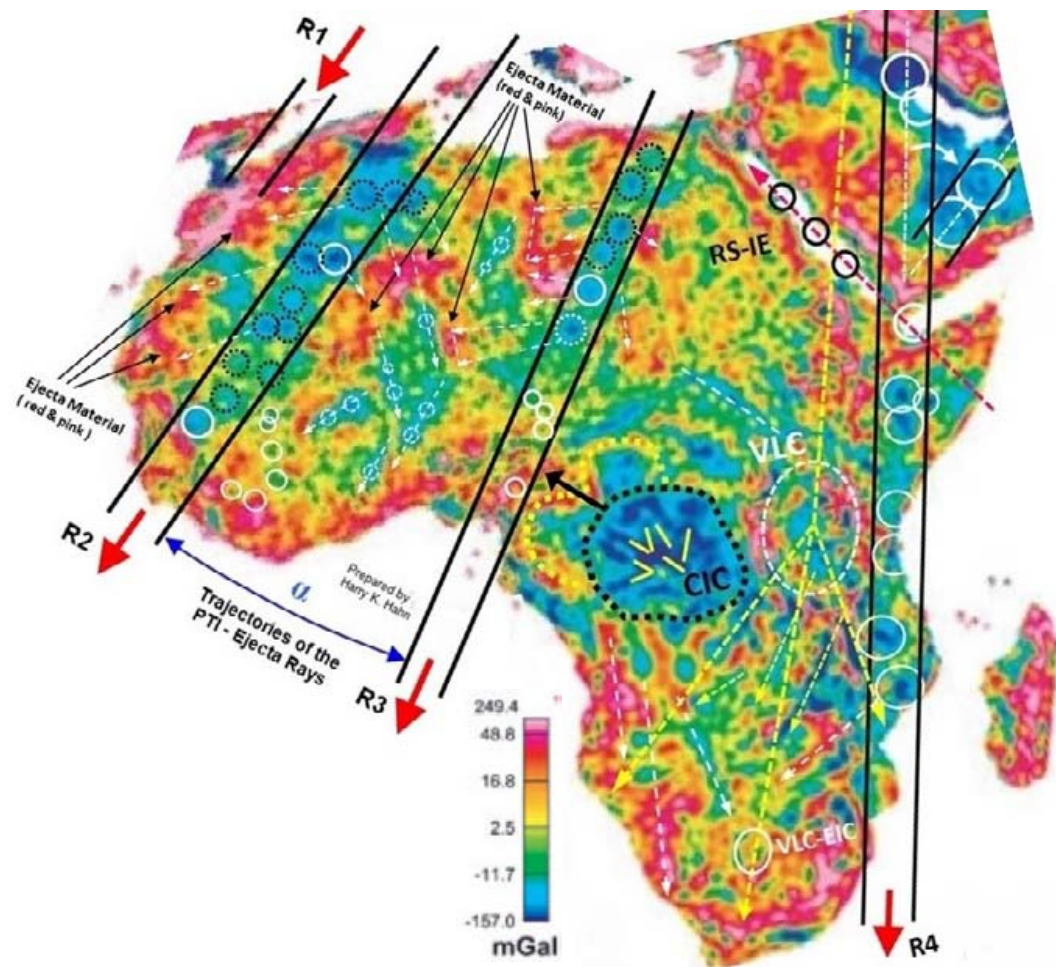 R1
Ejecta Material
(red & pink)
RS-IE
Ejecta Material
( red & pink )
VLC
R2
CIC
Prepared by
Harry K. Hahn
α
Trajectories of the
PTI - Ejecta Rays
R3
249.4
48.8
16.8
2.5
-11.7
-157.0
mGal
VLC-EIC
R4